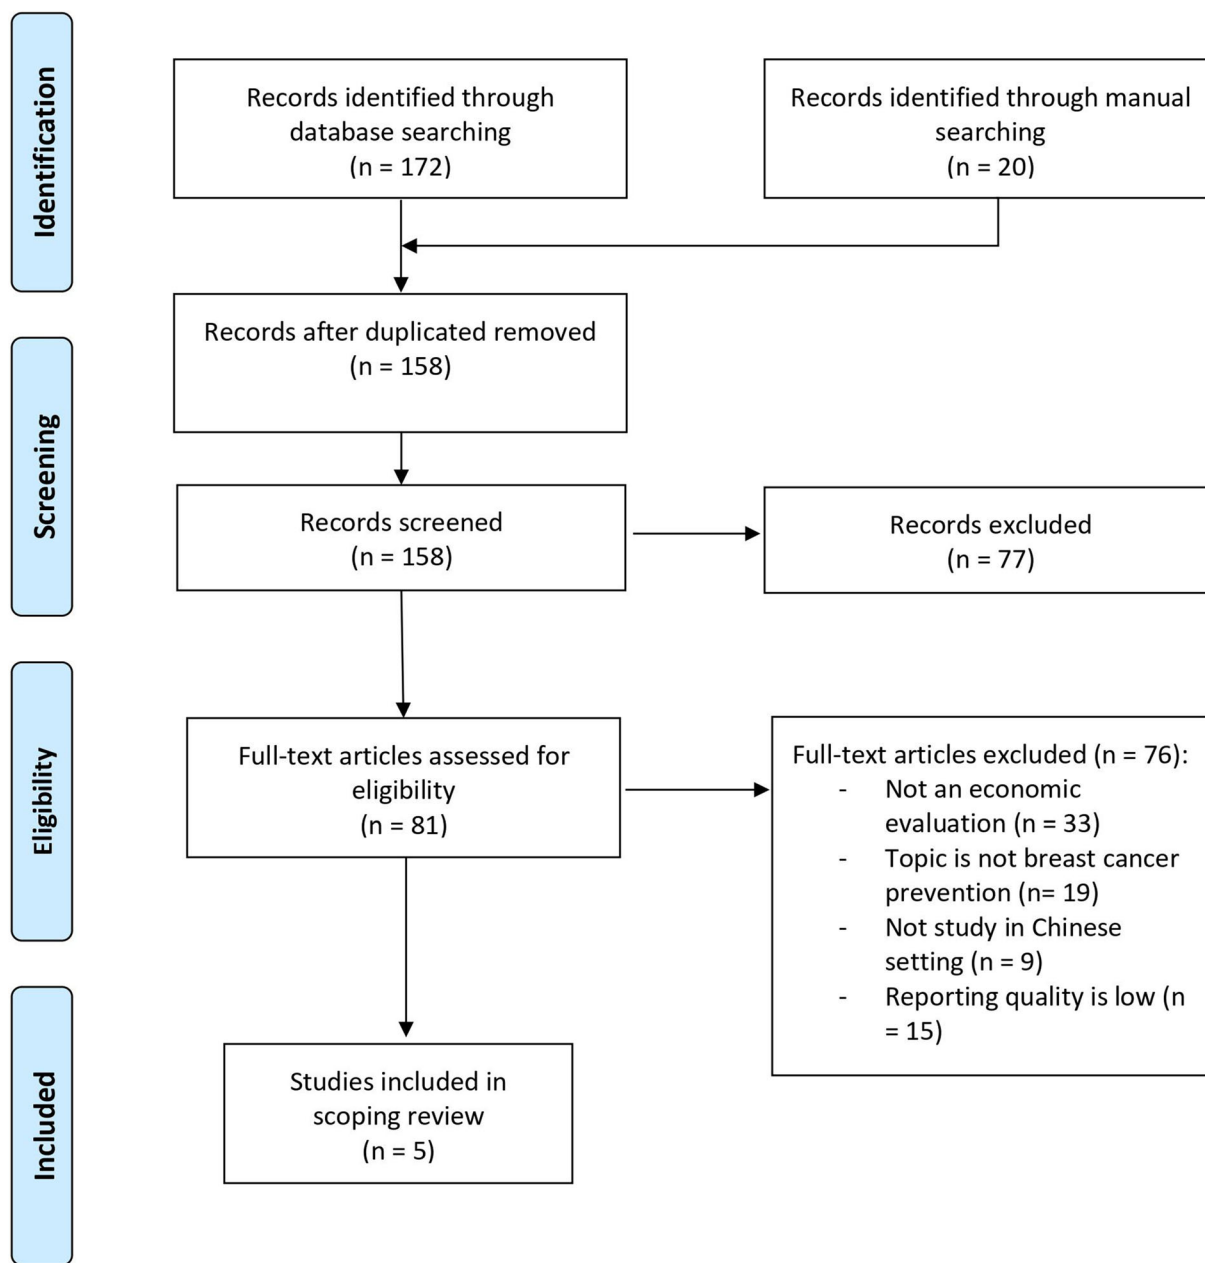 Identification
Records identified through
database searching
(n = 172)
Records identified through manual
searching
(n = 20)
Records after duplicated removed
(n = 158)
Screening
Records screened
(n = 158)
Records excluded
(n = 77)
Eligibility
Full-text articles assessed for
eligibility
(n = 81)
Full-text articles excluded (n = 76):
- Not an economic
evaluation (n = 33)
- Topic is not breast cancer
prevention (n= 19)
- Not study in Chinese
setting (n = 9)
- Reporting quality is low (n
= 15)
Included
Studies included in
scoping review
(n = 5)